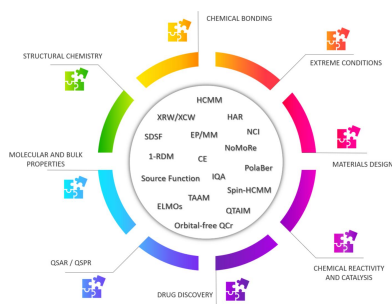 CHEMICAL BONDING
STRUCTURAL CHEMISTRY
EXTREME CONDITIONS
HCMM
XRW/XCW
HAR
SDSF
EP/MM
NCI
NoMoRe
1-RDM
CE
PolaBer
Source Function
IQA
Spin-HCMM
TAAM
ELMOs
QTAIM
Orbital-free QCr
MOLECULAR AND BULK
PROPERTIES
MATERIALS DESIGN
QSAR / QSPR
CHEMICAL REACTIVITY
AND CATALYSIS
DRUG DISCOVERY